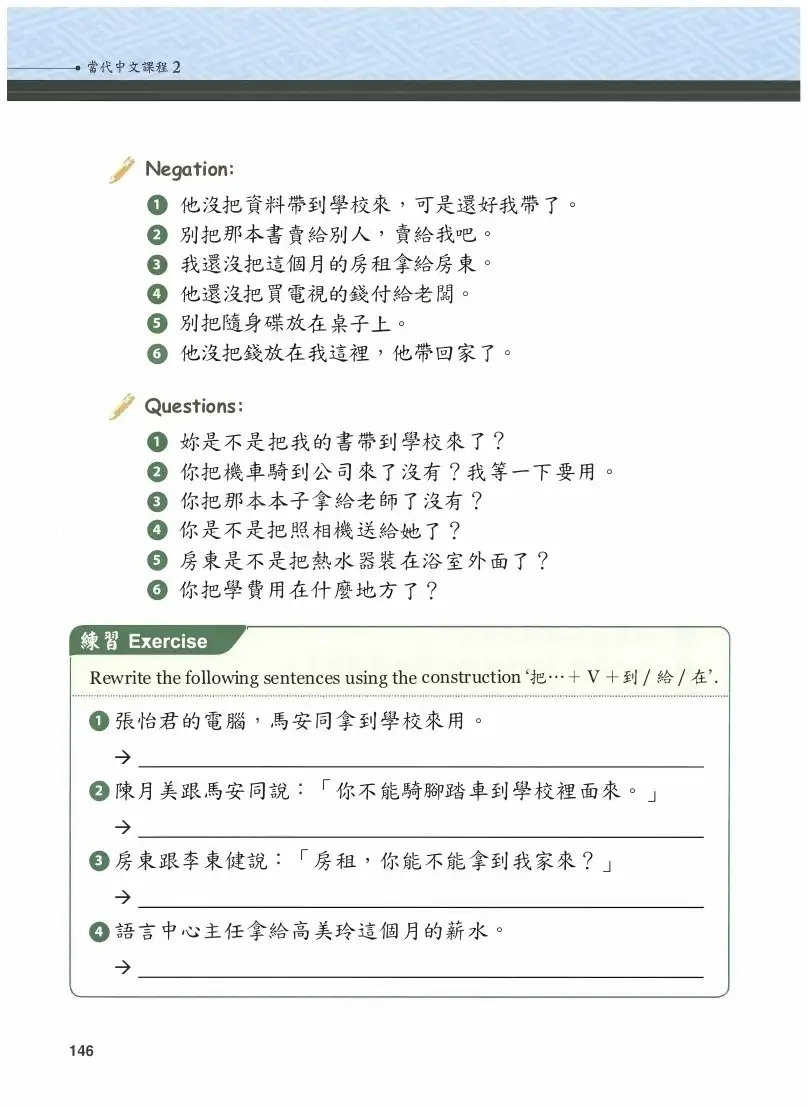 當代中文課程 2
Negation:
1 他沒把資料帶到學校來,可是還好我帶了。
2 別把那本書賣給別人,賣給我吧。
3 我還沒把這個月的房租拿給房東。
4 他還沒把買電視的錢付給老闆。
5 別把隨身碟放在桌子上。
6 他沒把錢放在我這裡,他帶回家了。
Questions:
1 妳是不是把我的書帶到學校來了?
2 你把機車騎到公司來了沒有?我等一下要用。
3 你把那本本子拿給老師了沒有?
4 你是不是把照相機送給她了?
5 房東是不是把熱水器裝在浴室外面了?
6 你把學費用在什麼地方了?
練習 Exercise
Rewrite the following sentences using the construction ‘把…+ V +到 / 給 / 在’.
1 張怡君的電腦,馬安同拿到學校來用。
→
2 陳月美跟馬安同說:「你不能騎腳踏車到學校裡面來。」
→
3 房東跟李東健說:「房租,你能不能拿到我家來?」
→
4 語言中心主任拿給高美玲這個月的薪水。
→
146